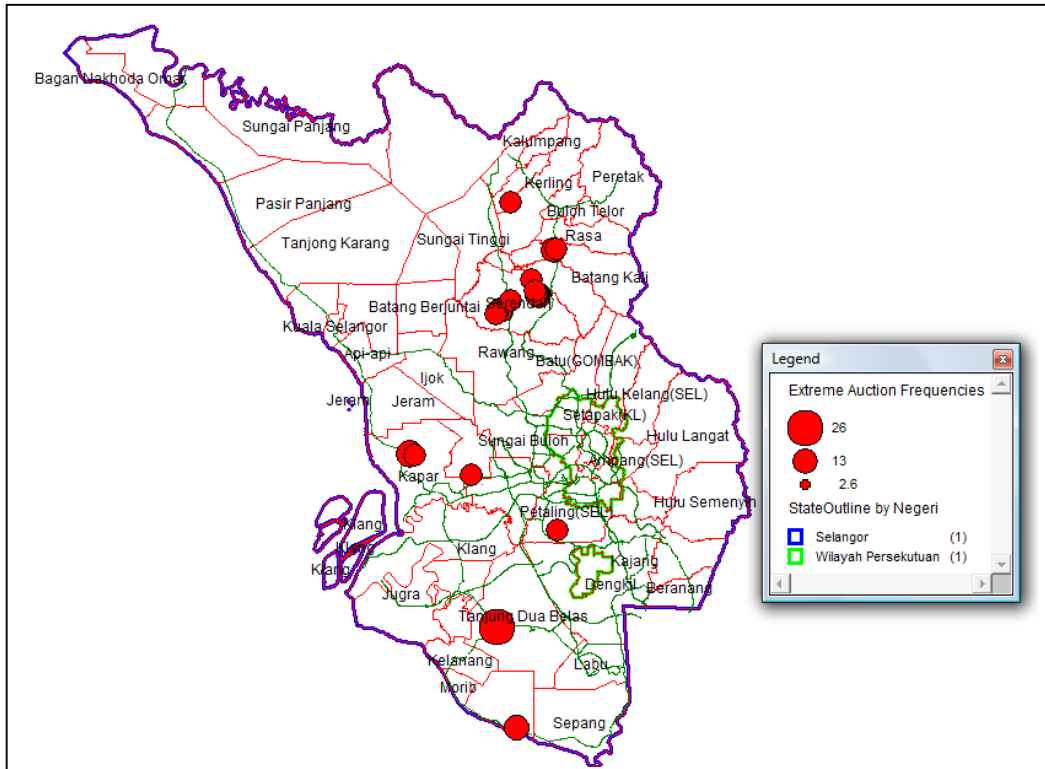 Bagan Nakhoda Omar
Sungai Panjang
Kalumpang
Kerling
Peretak
Pasir Panjang
Buloh Telor
Tanjong Karang
Sungai Tinggi
Rasa
Batang Kali
Batang Berjuntai
Serendah
Kuala Selangor
Api-api
Rawang
Batu(GOMBAK)
Ijok
Jeram
Jeram
Hulu Kelang(SEL)
Setapak(KL)
Sungai Buloh
Hulu Langat
Ampang(SEL)
Kapar
Hulu Semenyih
Petaling(SEL)
Klang
Klang
Klang
Klang
Kajang
Dengkil
Beranang
Jugra
Tanjung Dua Belas
Kelanang
Labu
Morib
Sepang
Legend
Extreme Auction Frequencies
26
13
2.6
StateOutline by Negeri
Selangor (1)
Wilayah Persekutuan (1)